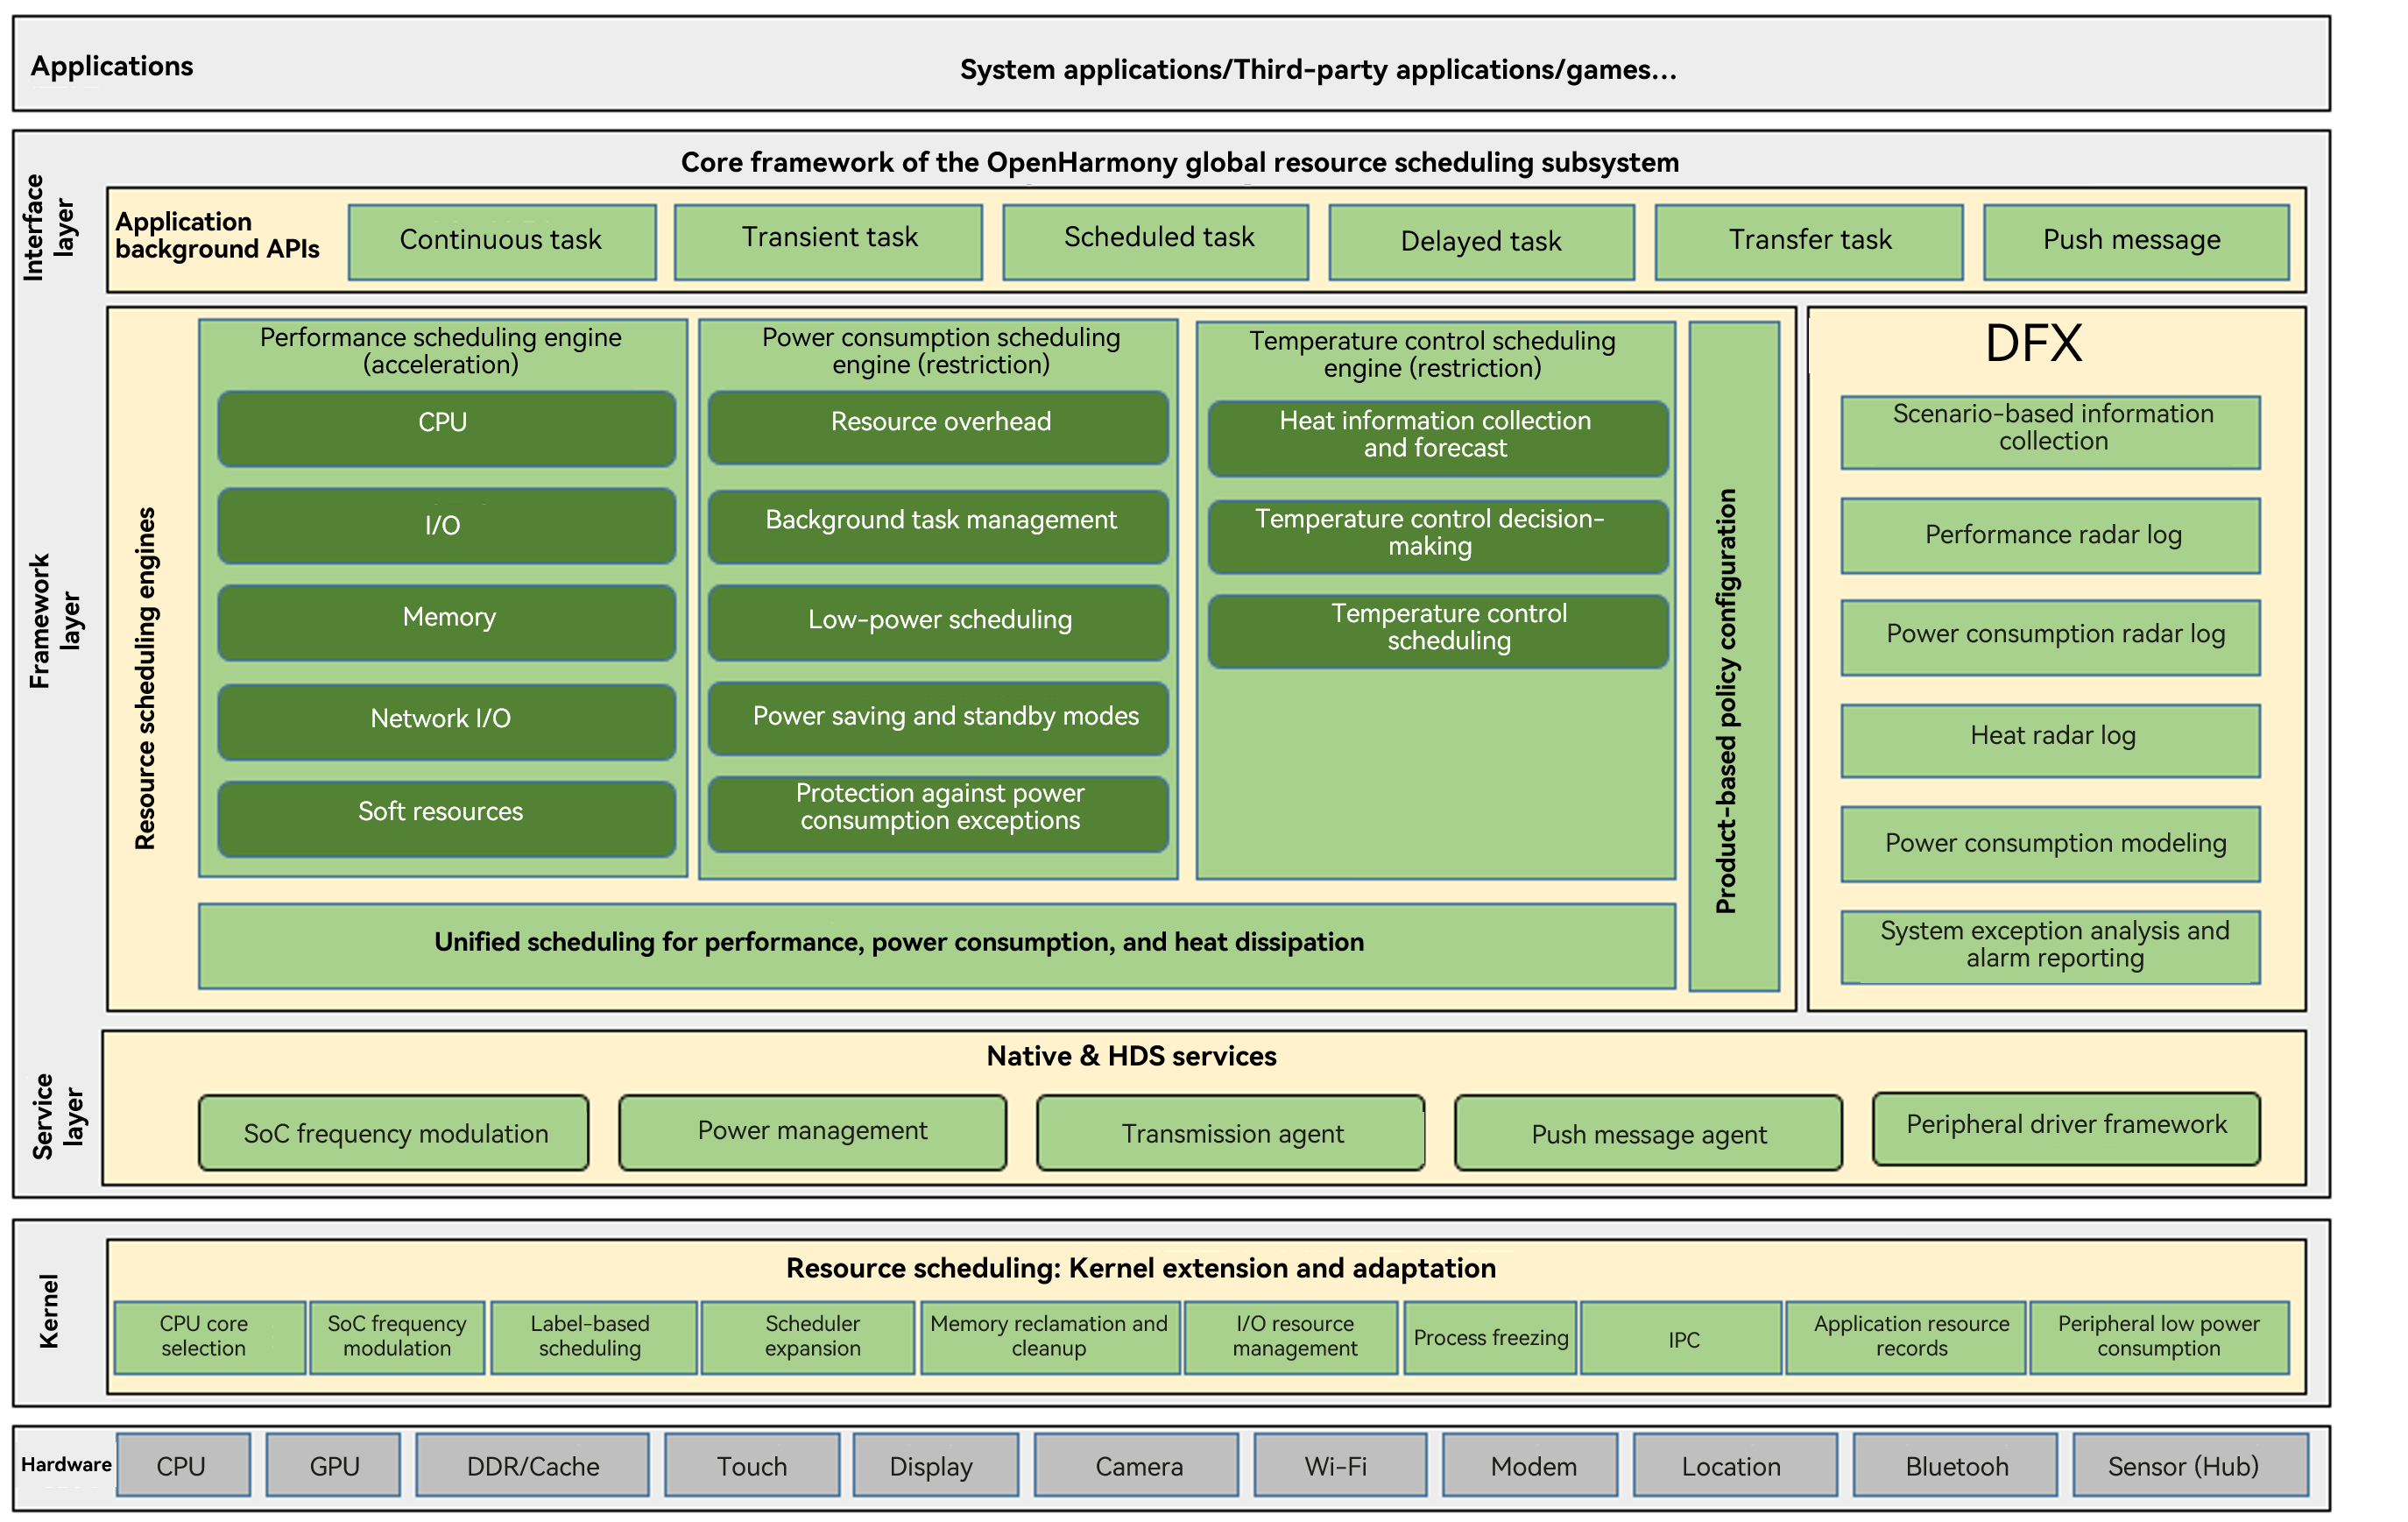 Applications
System applications/Third-party applications/games...
Core framework of the OpenHarmony global resource scheduling subsystem
Interface
layer
Application
background APIs
Continuous task
Transient task
Scheduled task
Delayed task
Transfer task
Push message
Framework
layer
Resource scheduling engines
Performance scheduling engine
(acceleration)
CPU
I/O
Memory
Network I/O
Soft resources
Power consumption scheduling
engine (restriction)
Resource overhead
Background task management
Low-power scheduling
Power saving and standby modes
Protection against power
consumption exceptions
Temperature control scheduling
engine (restriction)
Heat information collection
and forecast
Temperature control decision-
making
Temperature control
scheduling
Product-based policy configuration
Unified scheduling for performance, power consumption, and heat dissipation
DFX
Scenario-based information
collection
Performance radar log
Power consumption radar log
Heat radar log
Power consumption modeling
System exception analysis and
alarm reporting
Service
layer
Native & HDS services
SoC frequency modulation
Power management
Transmission agent
Push message agent
Peripheral driver framework
Kernel
Resource scheduling: Kernel extension and adaptation
CPU core
selection
SoC frequency
modulation
Label-based
scheduling
Scheduler
expansion
Memory reclamation and
cleanup
I/O resource
management
Process freezing
IPC
Application resource
records
Peripheral low power
consumption
Hardware
CPU
GPU
DDR/Cache
Touch
Display
Camera
Wi-Fi
Modem
Location
Bluetooh
Sensor (Hub)